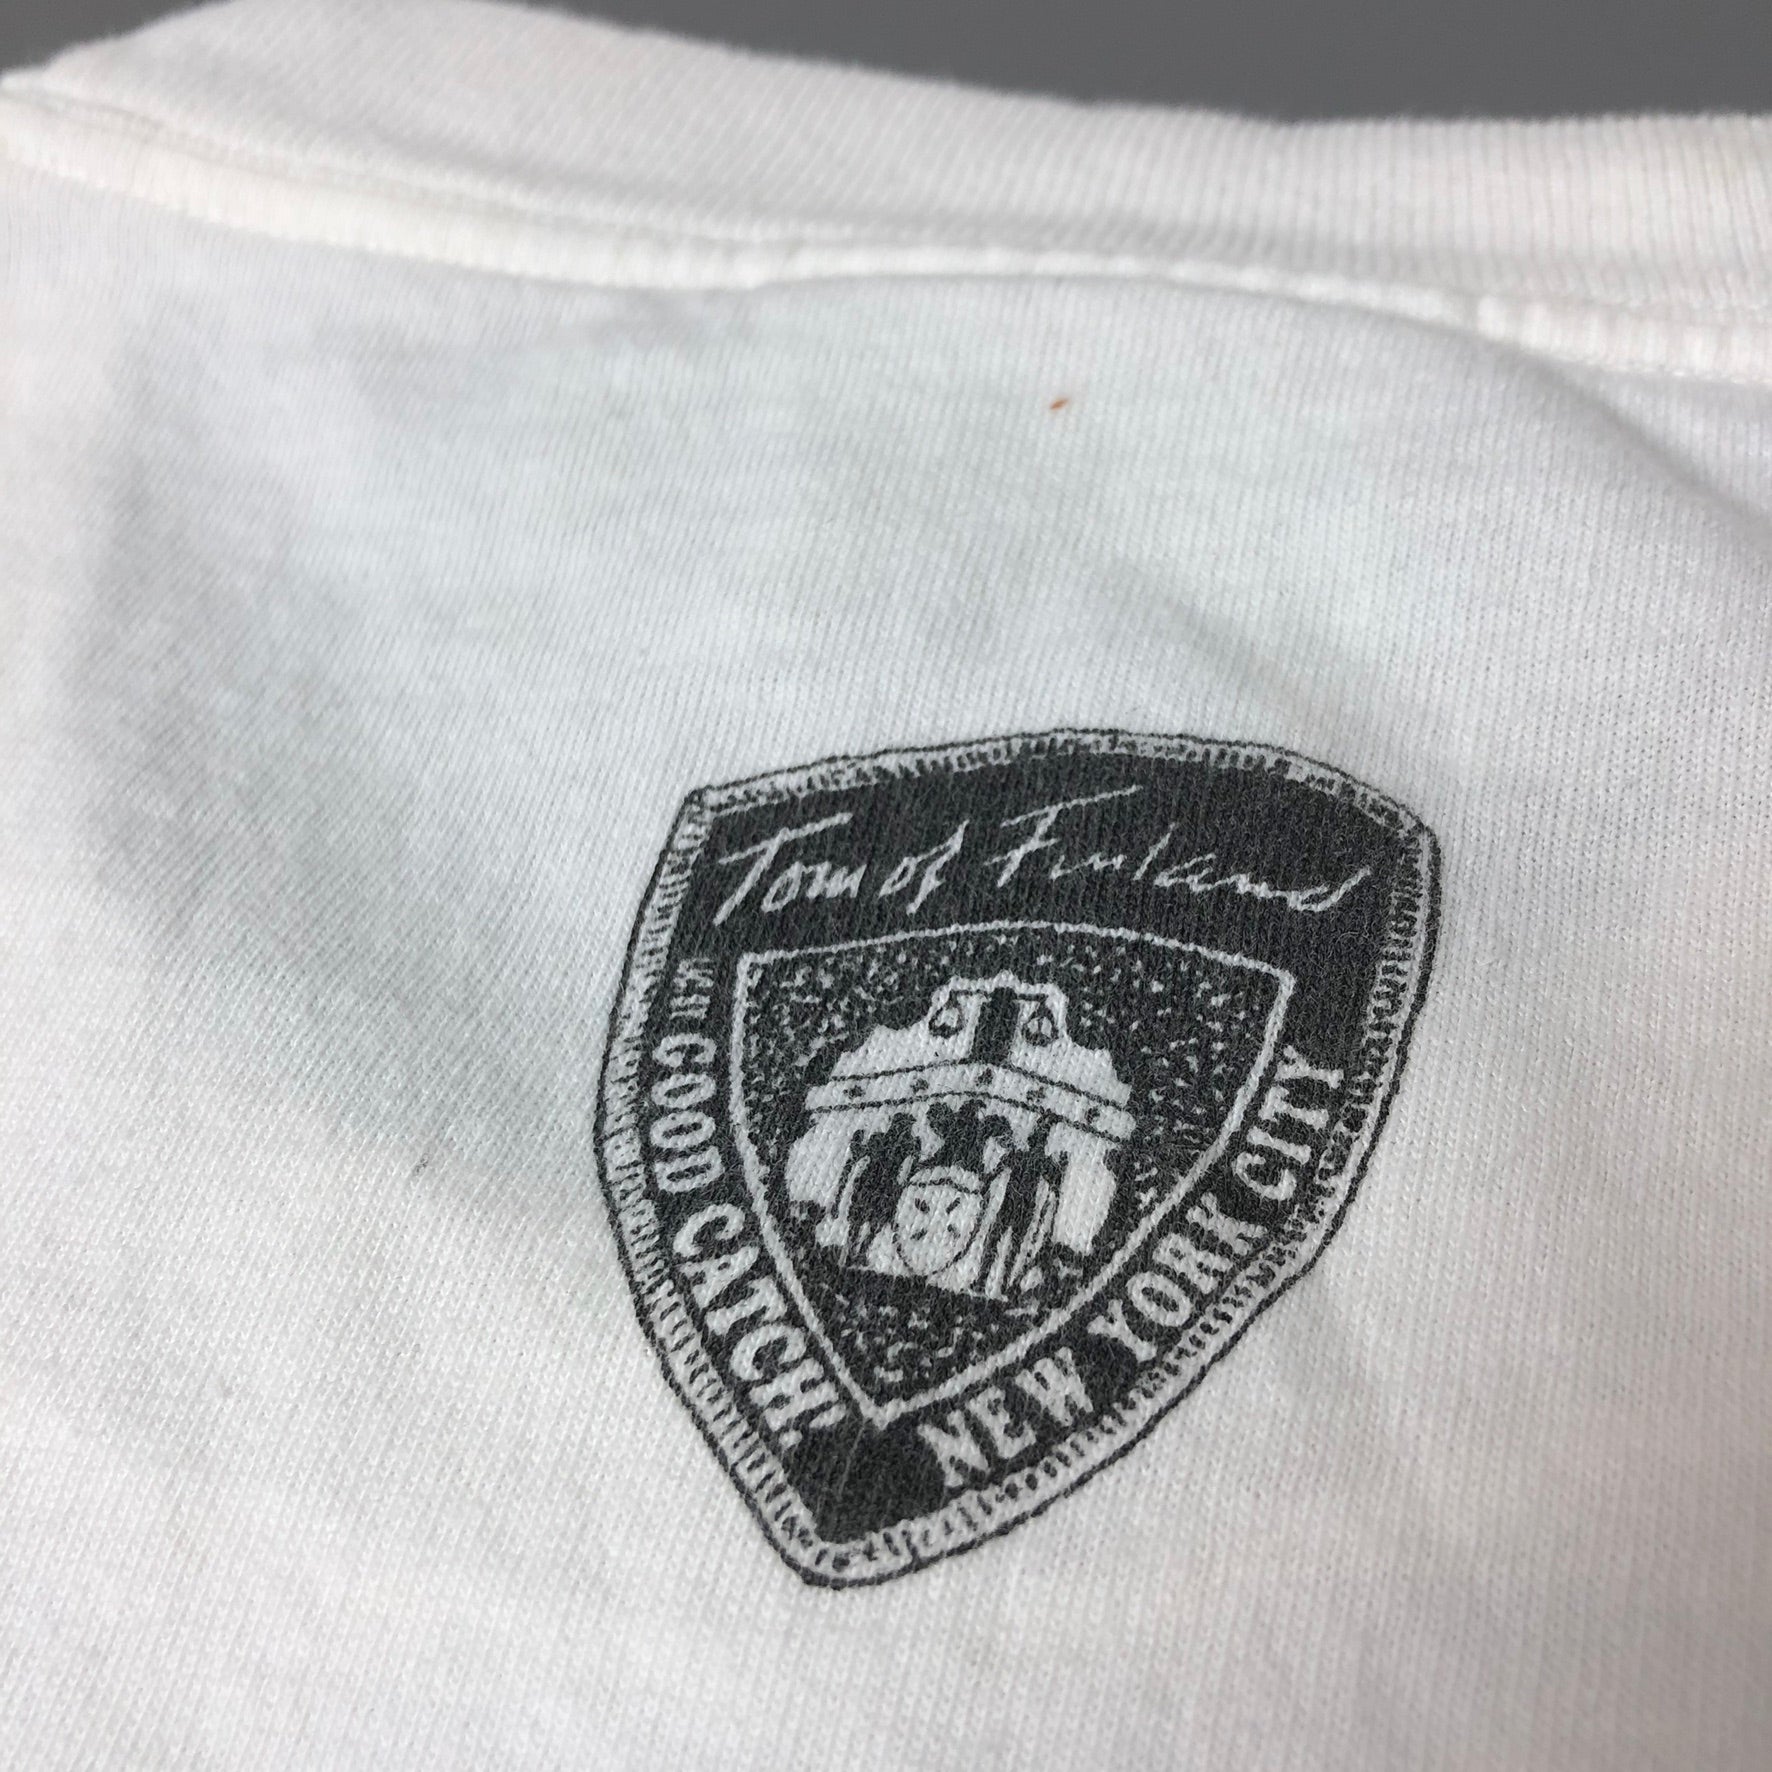 Tom of Finland
GOOD CATCH,
NEW YORK CITY